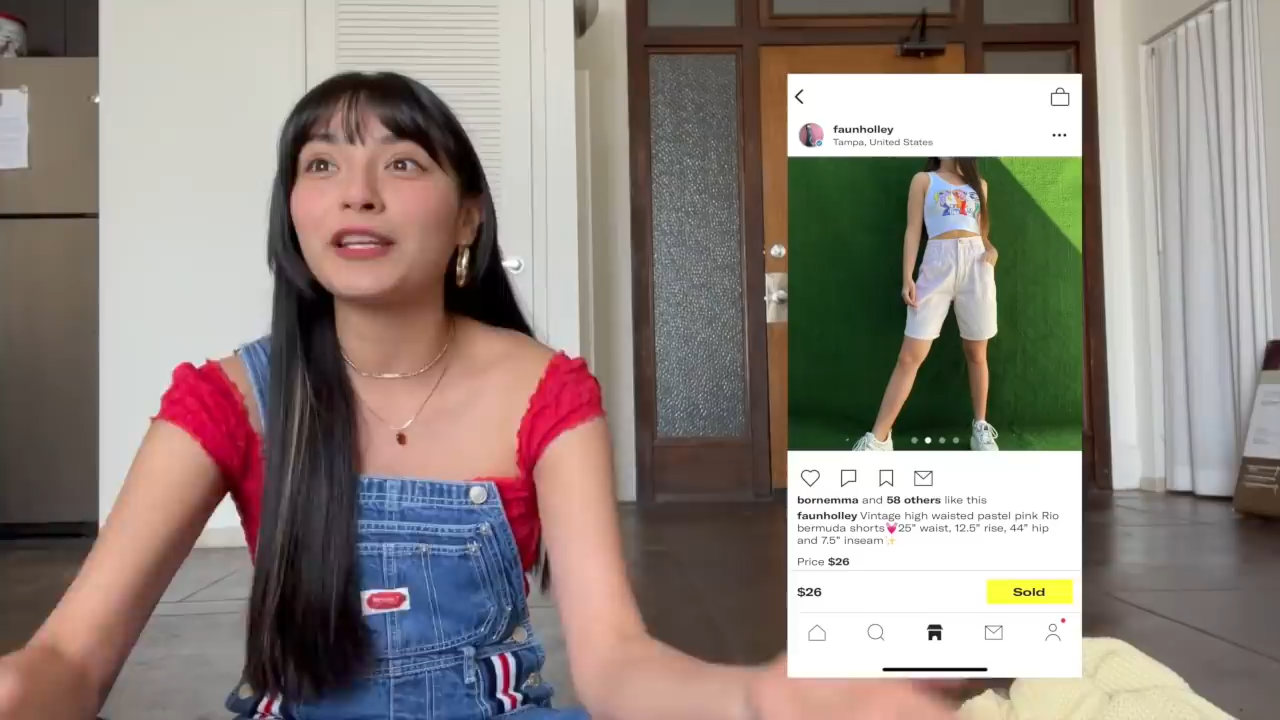 faunholley
Tampa, United States
bornemma and 58 others like this
faunholley Vintage high waisted pastel pink Rio
bermuda shorts💓25” waist, 12.5” rise, 44” hip
and 7.5” inseam✨
Price $26
$26
Sold